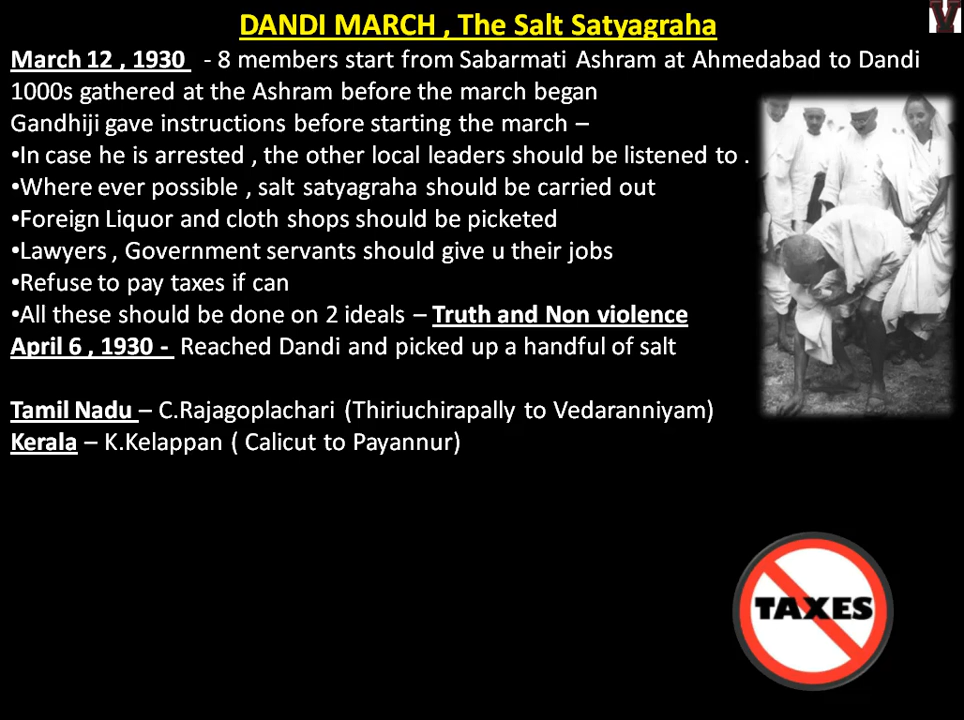 DANDI MARCH , The Salt Satyagraha
March 12 , 1930 - 8 members start from Sabarmati Ashram at Ahmedabad to Dandi
1000s gathered at the Ashram before the march began
Gandhiji gave instructions before starting the march –
•In case he is arrested , the other local leaders should be listened to .
•Where ever possible , salt satyagraha should be carried out
•Foreign Liquor and cloth shops should be picketed
•Lawyers , Government servants should give u their jobs
•Refuse to pay taxes if can
•All these should be done on 2 ideals – Truth and Non violence
April 6 , 1930 - Reached Dandi and picked up a handful of salt
Tamil Nadu – C.Rajagoplachari (Thiriuchirapally to Vedaranniyam)
Kerala – K.Kelappan ( Calicut to Payannur)
TAXES